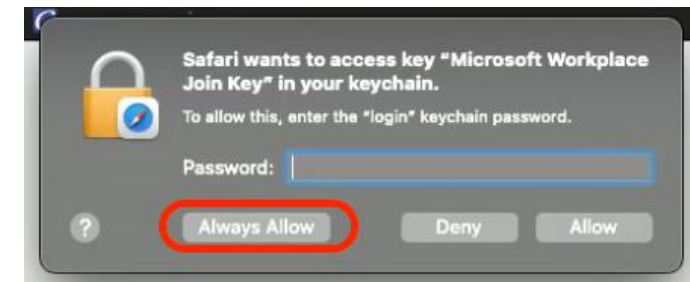 Safari wants to access key "Microsoft Workplace
Join Key" in your keychain.
To allow this, enter the "login" keychain password.
Password:
? Always Allow Deny Allow